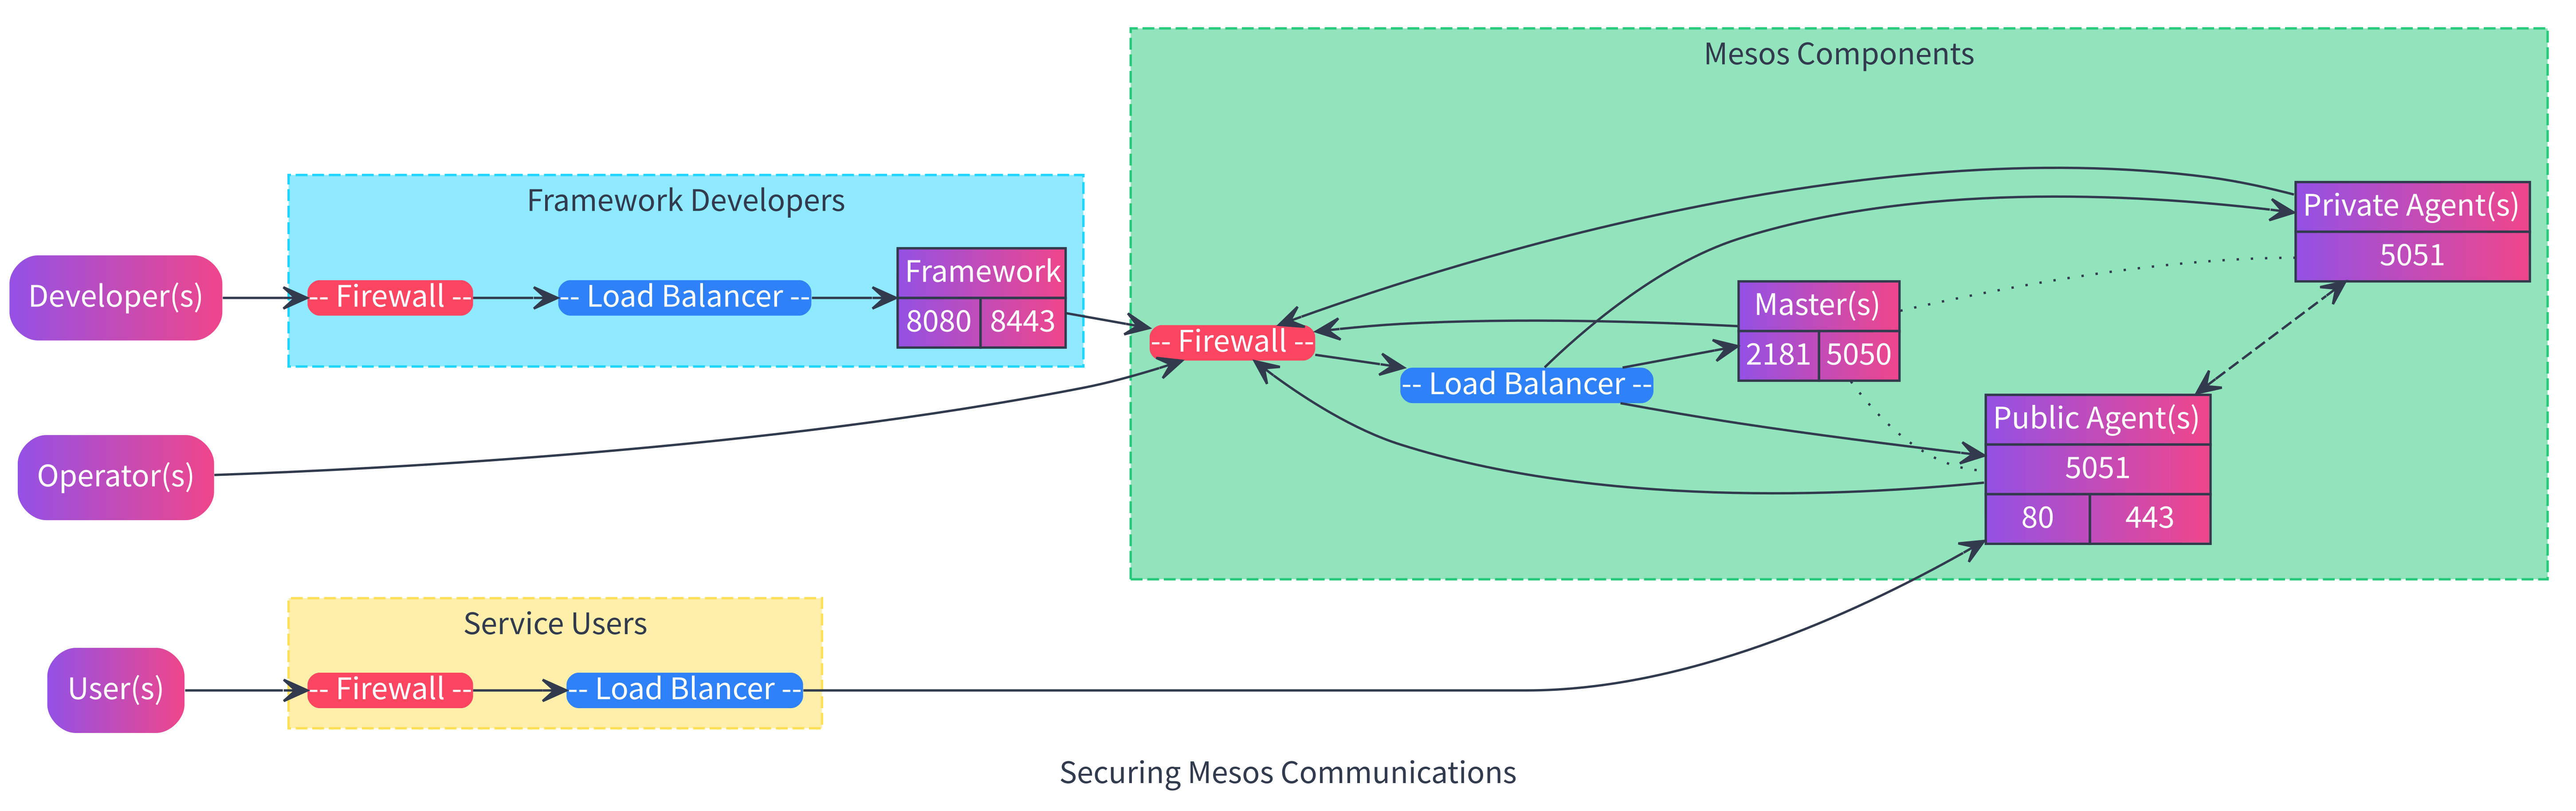 Mesos Components
Framework Developers
Developer(s)
-- Firewall --
-- Load Balancer --
Framework
8080
8443
Operator(s)
-- Firewall --
-- Load Balancer --
Master(s)
2181
5050
Private Agent(s)
5051
Public Agent(s)
5051
80
443
Service Users
User(s)
-- Firewall --
-- Load Blancer --
Securing Mesos Communications